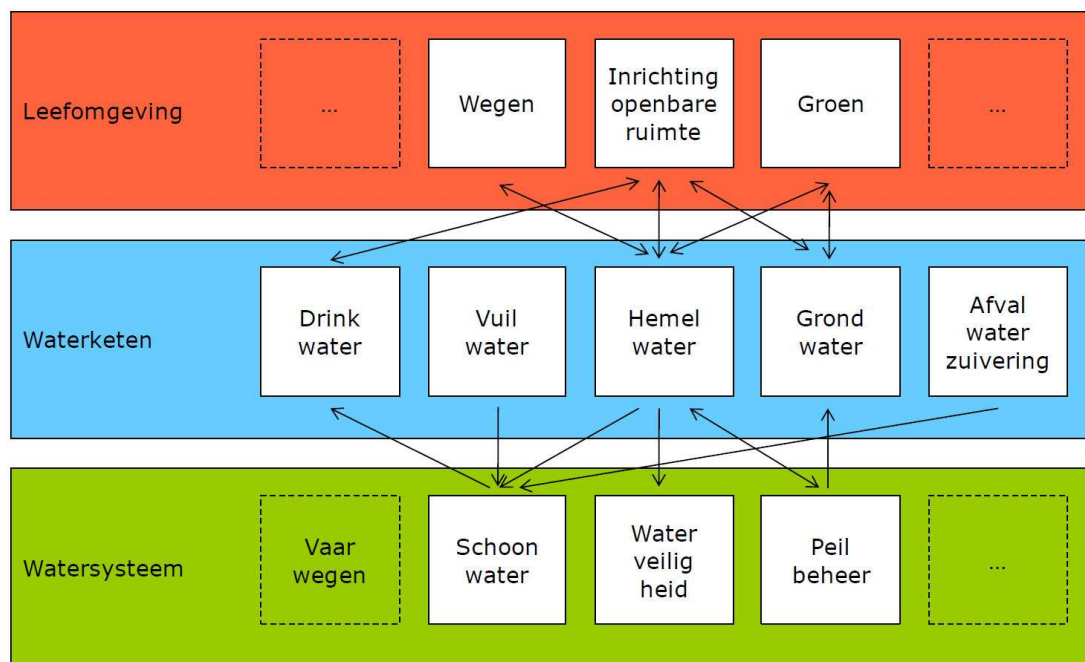 Leefomgeving
...
Wegen
Inrichting
openbare
ruimte
Groen
...
Waterketen
Drink
water
Vuil
water
Hemel
water
Grond
water
Afval
water
zuivering
Watersysteem
Vaar
wegen
Schoon
water
Water
veilig
heid
Peil
beheer
...